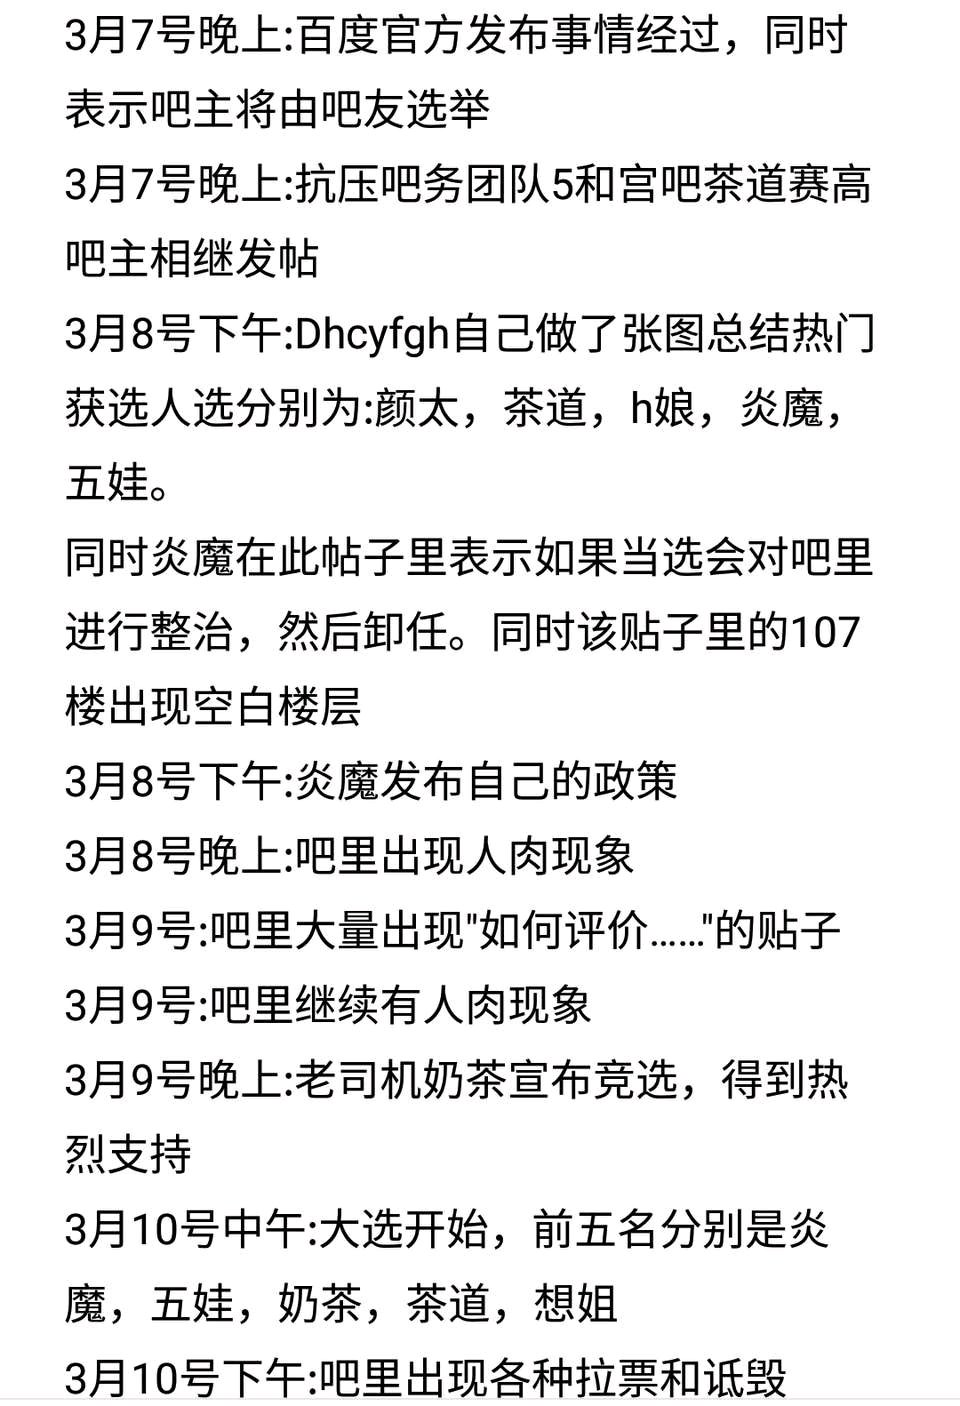 3月7号晚上:百度官方发布事情经过，同时
表示吧主将由吧友选举
3月7号晚上:抗压吧务团队5和宫吧茶道赛高
吧主相继发帖
3月8号下午:Dhcyfgh自己做了张图总结热门
获选人选分别为:颜太，茶道，h娘，炎魔，
五娃。
同时炎魔在此帖子里表示如果当选会对吧里
进行整治，然后卸任。同时该贴子里的107
楼出现空白楼层
3月8号下午:炎魔发布自己的政策
3月8号晚上:吧里出现人肉现象
3月9号:吧里大量出现"如何评价……"的贴子
3月9号:吧里继续有人肉现象
3月9号晚上:老司机奶茶宣布竞选，得到热
烈支持
3月10号中午:大选开始，前五名分别是炎
魔，五娃，奶茶，茶道，想姐
3月10号下午:吧里出现各种拉票和诋毁